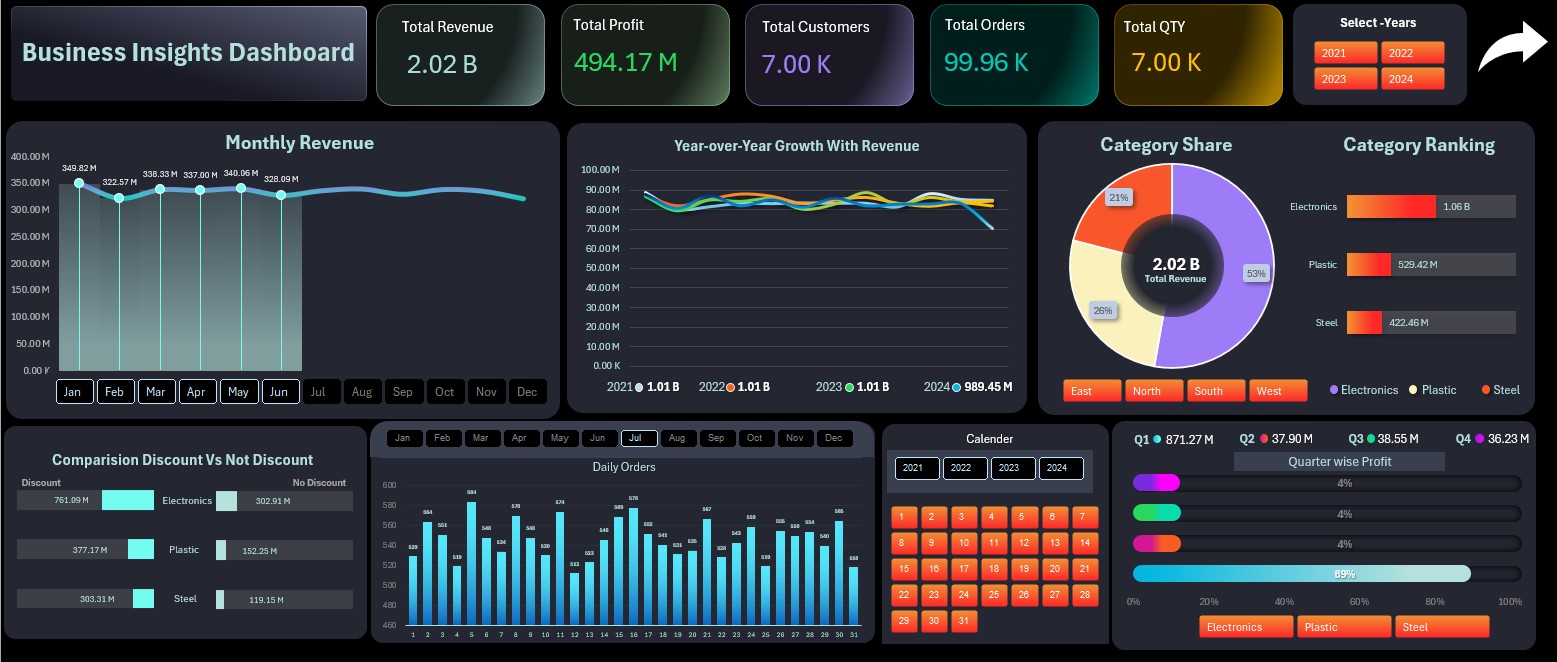 Business Insights Dashboard
Total Revenue
2.02 B
Total Profit
494.17 M
Total Customers
7.00 K
Total Orders
99.96 K
Total QTY
7.00 K
Select -Years
2021 2022
2023 2024
Monthly Revenue
400.00 M
350.00 M
300.00 M
250.00 M
200.00 M
150.00 M
100.00 M
50.00 M
0.00 K
349.82 M 322.57 M 338.33 M 337.00 M 340.06 M 328.09 M
Jan Feb Mar Apr May Jun Jul Aug Sep Oct Nov Dec
Year-over-Year Growth With Revenue
100.00 M
90.00 M
80.00 M
60.00 M
50.00 M
40.00 M
30.00 M
20.00 M
10.00 M
0.00 K
2021 1.01 B 2022 1.01 B 2023 1.01 B 2024 989.45 M
Category Share
21%
53%
26%
2.02 B
Total Revenue
East North South West
Category Ranking
Electronics 1.06 B
Plastic 529.42 M
Steel 422.46 M
Electronics Plastic Steel
Comparision Discount Vs Not Discount
Discount No Discount
761.09 M Electronics 302.91 M
377.17 M Plastic 152.25 M
303.31 M Steel 119.15 M
Jan Feb Mar Apr May Jun Jul Aug Sep Oct Nov Dec
Daily Orders
600
580
560
540
520
500
480
460
529 564 551 519 584 548 534 570 548 530 574 512 523 546 569 578 552 541 531 535 567 528 543 559 519 555 550 554 540 565 518
1 2 3 4 5 6 7 8 9 10 11 12 13 14 15 16 17 18 19 20 21 22 23 24 25 26 27 28 29 30 31
Calender
2021 2022 2023 2024
1 2 3 4 5 6 7
8 9 10 11 12 13 14
15 16 17 18 19 20 21
22 23 24 25 26 27 28
29 30 31
Q1 871.27 M Q2 37.90 M Q3 38.55 M Q4 36.23 M
Quarter wise Profit
4%
4%
4%
89%
0% 20% 40% 60% 80% 100%
Electronics Plastic Steel